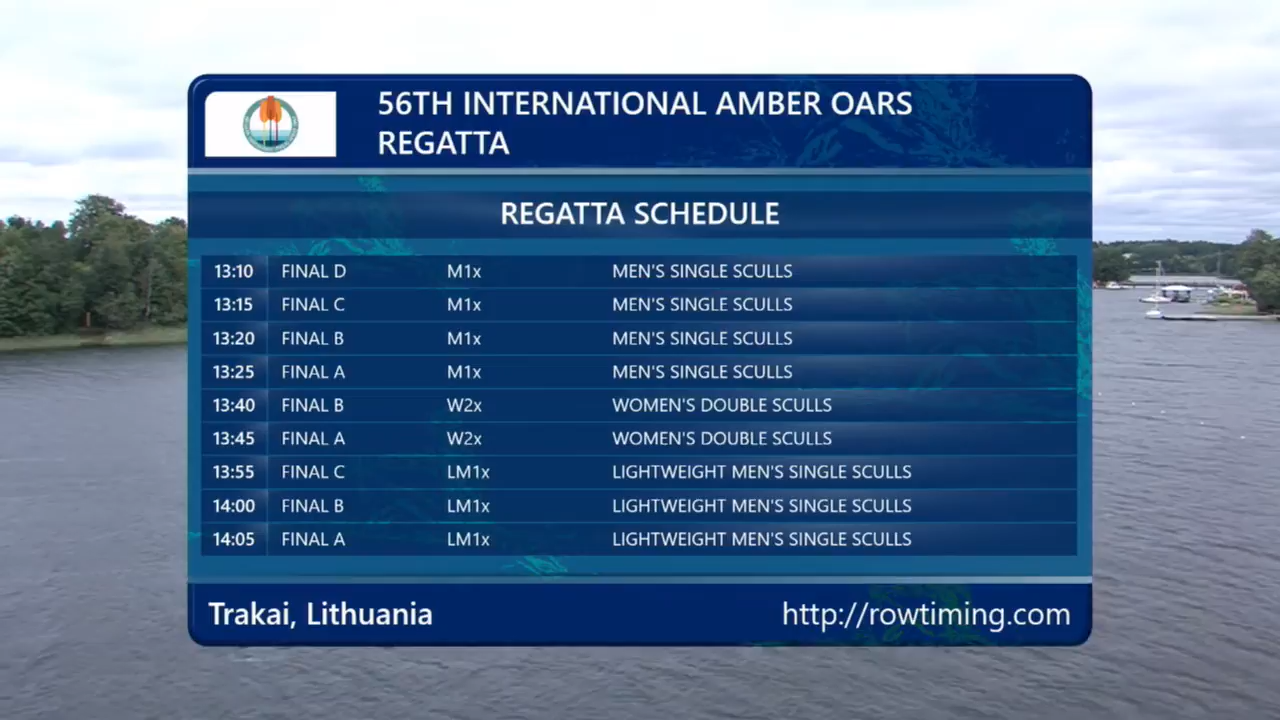 56TH INTERNATIONAL AMBER OARS
REGATTA
REGATTA SCHEDULE
13:10 FINAL D M1x MEN'S SINGLE SCULLS
13:15 FINAL C M1x MEN'S SINGLE SCULLS
13:20 FINAL B M1x MEN'S SINGLE SCULLS
13:25 FINAL A M1x MEN'S SINGLE SCULLS
13:40 FINAL B W2x WOMEN'S DOUBLE SCULLS
13:45 FINAL A W2x WOMEN'S DOUBLE SCULLS
13:55 FINAL C LM1x LIGHTWEIGHT MEN'S SINGLE SCULLS
14:00 FINAL B LM1x LIGHTWEIGHT MEN'S SINGLE SCULLS
14:05 FINAL A LM1x LIGHTWEIGHT MEN'S SINGLE SCULLS
Trakai, Lithuania http://rowtiming.com